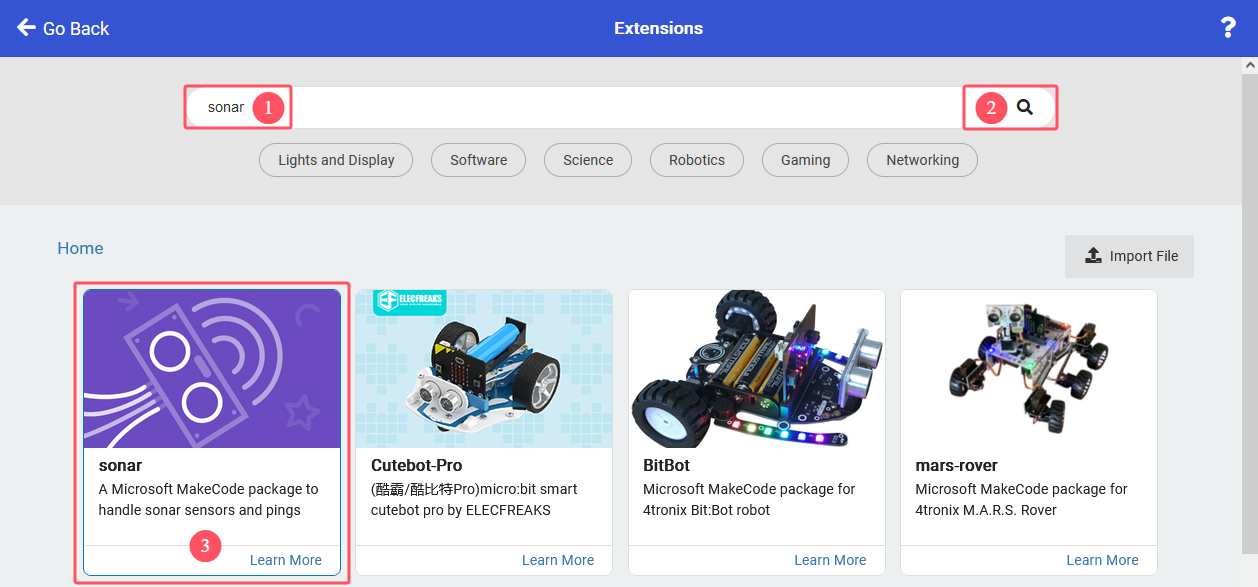 Go Back
Extensions
?
sonar
1
2
Lights and Display
Software
Science
Robotics
Gaming
Networking
Home
Import File
sonar
A Microsoft MakeCode package to
handle sonar sensors and pings
3
Learn More
ELECFREAKS
Cutebot-Pro
(酷霸/酷比特Pro)micro:bit smart
cutebot pro by ELECFREAKS
Learn More
BitBot
Microsoft MakeCode package for
4tronix Bit:Bot robot
Learn More
mars-rover
Microsoft MakeCode package for
4tronix M.A.R.S. Rover
Learn More